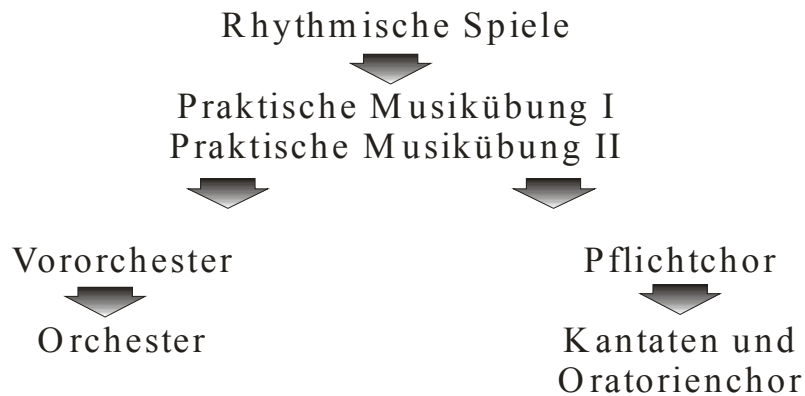 Rhythmische Spiele
Praktische Musikübung I
Praktische Musikübung II
Vororchester
Pflichtchor
Orchester
Kantaten und
Oratorienchor